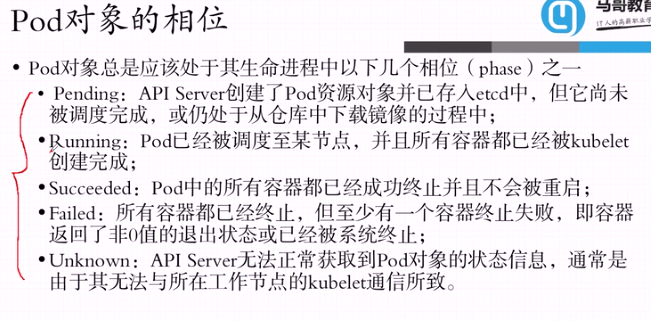 Pod对象的相位
马哥教育
IT人的高薪职业学
• Pod对象总是应该处于其生命进程中以下几个相位（phase）之一
• Pending：API Server创建了Pod资源对象并已存入etcd中，但它尚未
被调度完成，或仍处于从仓库中下载镜像的过程中；
• Running：Pod已经被调度至某节点，并且所有容器都已经被kubelet
创建完成；
• Succeeded：Pod中的所有容器都已经成功终止并且不会被重启；
• Failed：所有容器都已经终止，但至少有一个容器终止失败，即容器
返回了非0值的退出状态或已经被系统终止；
• Unknown：API Server无法正常获取到Pod对象的状态信息，通常是
由于其无法与所在工作节点的kubelet通信所致。